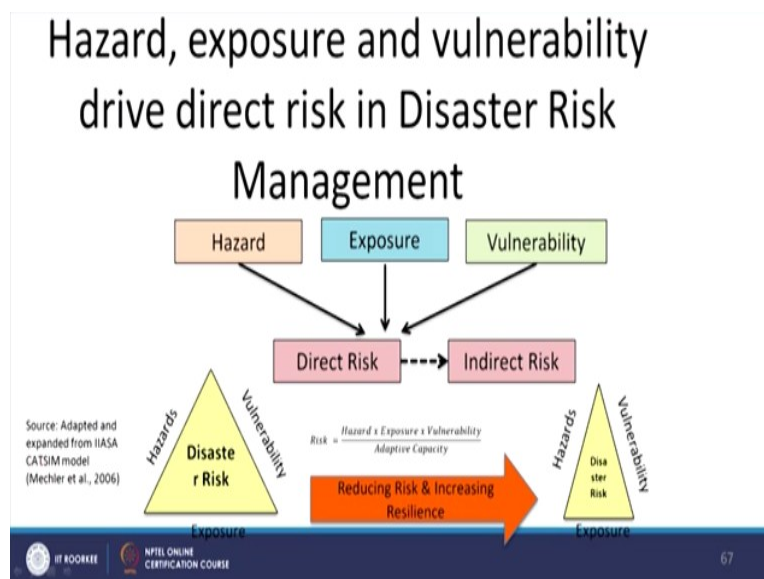 Hazard, exposure and vulnerability
drive direct risk in Disaster Risk
Management
Hazard
Exposure
Vulnerability
Direct Risk
Indirect Risk
Source: Adapted and
expanded from IIASA
CATSIM model
(Mechler et al., 2006)
Hazards
Vulnerability
Disaste
r Risk
Exposure
Risk = Hazard x Exposure x Vulnerability
Adaptive Capacity
Reducing Risk & Increasing
Resilience
Hazards
Vulnerability
Disa
ster
Risk
Exposure
IIT ROORKEE
NPTEL ONLINE
CERTIFICATION COURSE
67